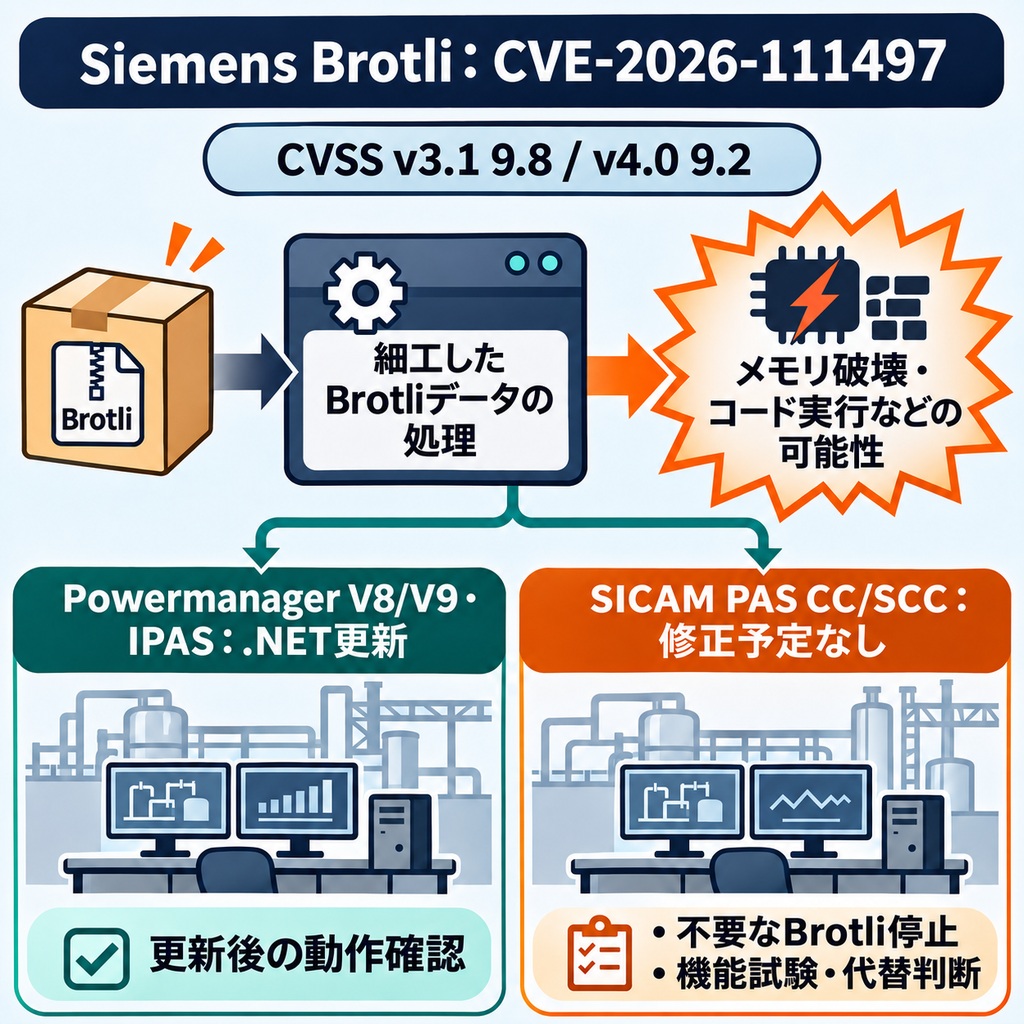 Siemens Brotli：CVE-2026-111497
CVSS v3.1 9.8 / v4.0 9.2
Brotli
細工した
Brotliデータの
処理
メモリ破壊・
コード実行などの
可能性
Powermanager V8/V9・
IPAS：.NET更新
SICAM PAS CC/SCC：
修正予定なし
更新後の動作確認
・不要なBrotli停止
・機能試験・代替判断